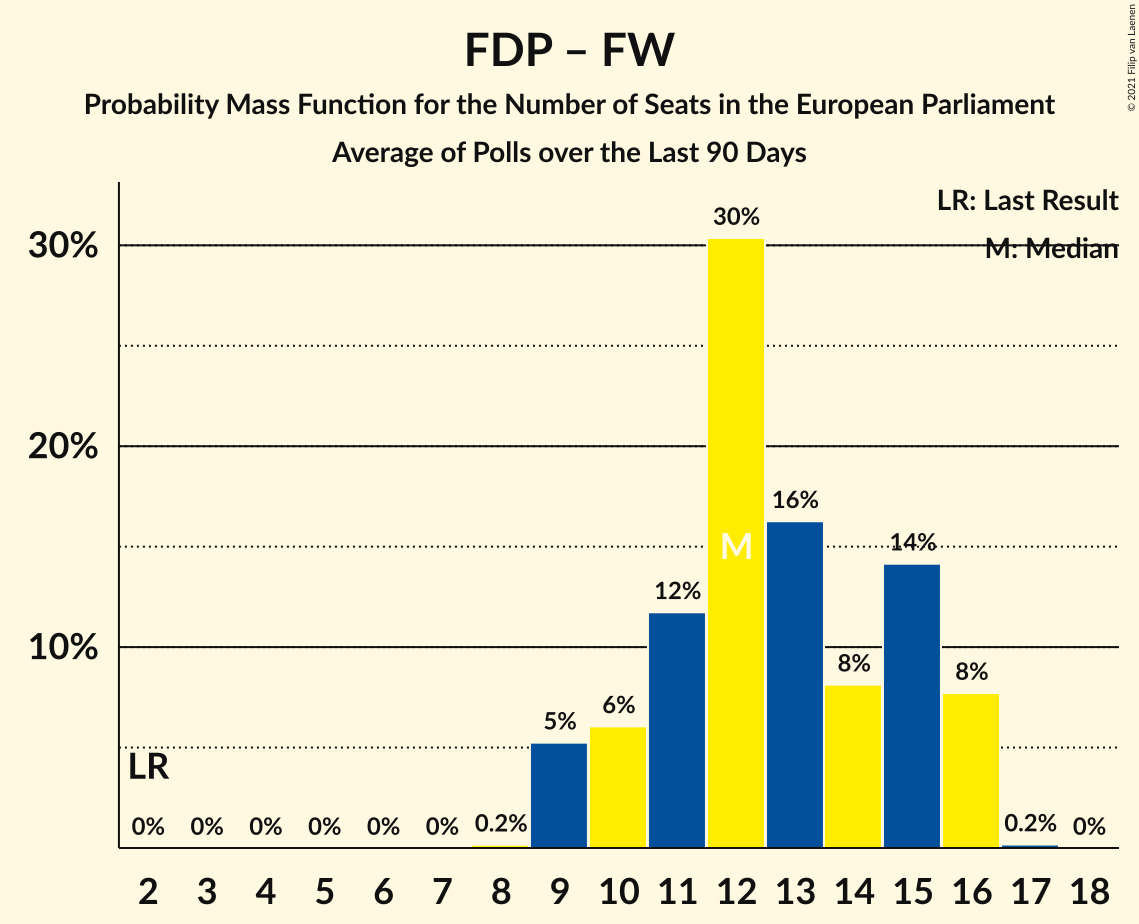 FDP – FW
Probability Mass Function for the Number of Seats in the European Parliament
Average of Polls over the Last 90 Days
© 2021 Filip van Laenen
LR: Last Result
M: Median
30%
20%
10%
LR
M
0%
0%
0%
0%
0%
0%
0.2%
5%
6%
12%
30%
16%
8%
14%
8%
0.2%
0%
2 3 4 5 6 7 8 9 10 11 12 13 14 15 16 17 18